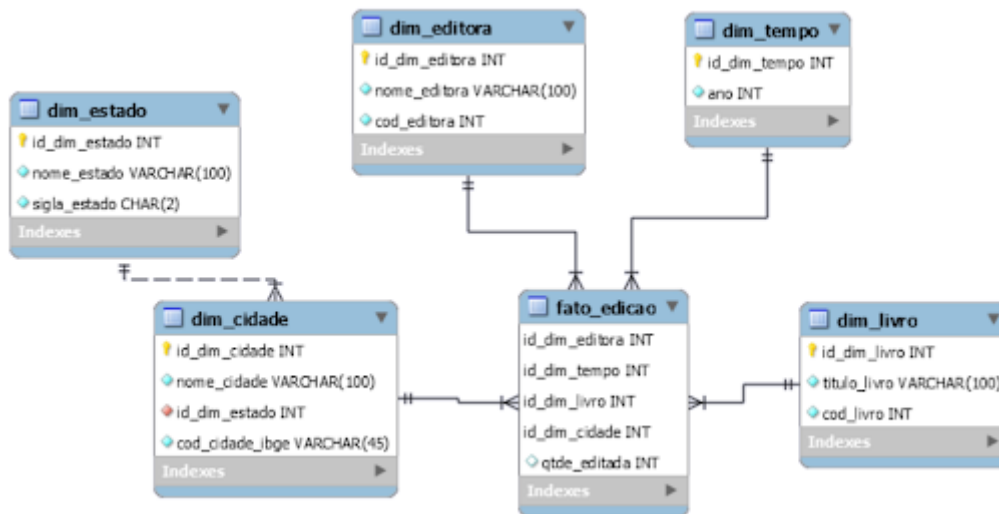 dim_editora
id_dim_editora INT
nome_editora VARCHAR(100)
cod_editora INT
Indexes
dim_tempo
id_dim_tempo INT
ano INT
Indexes
dim_estado
id_dim_estado INT
nome_estado VARCHAR(100)
sigla_estado CHAR(2)
Indexes
dim_cidade
id_dim_cidade INT
nome_cidade VARCHAR(100)
id_dim_estado INT
cod_cidade_ibge VARCHAR(45)
Indexes
fato_edicao
id_dim_editora INT
id_dim_tempo INT
id_dim_livro INT
id_dim_cidade INT
qtde_editada INT
Indexes
dim_livro
id_dim_livro INT
titulo_livro VARCHAR(100)
cod_livro INT
Indexes